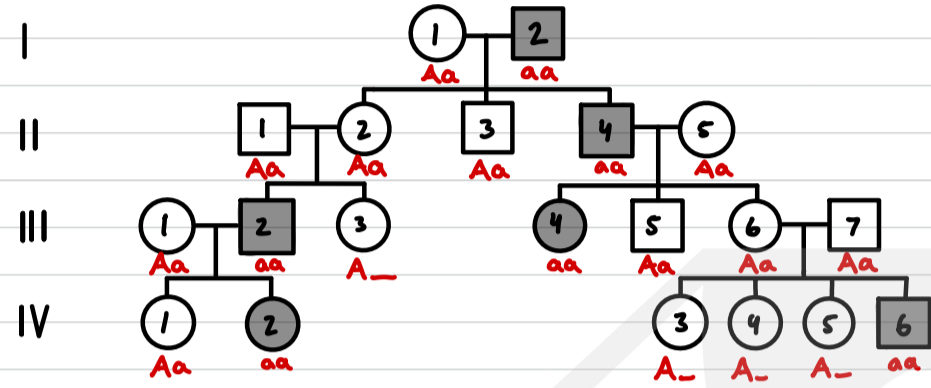 I 1 2
Aa aa
II 1 2 3 4 5
Aa Aa Aa aa Aa
III 1 2 3 4 5 6 7
Aa aa A_ aa Aa Aa Aa
IV 1 2 3 4 5 6
Aa aa A_ A_ A_ aa